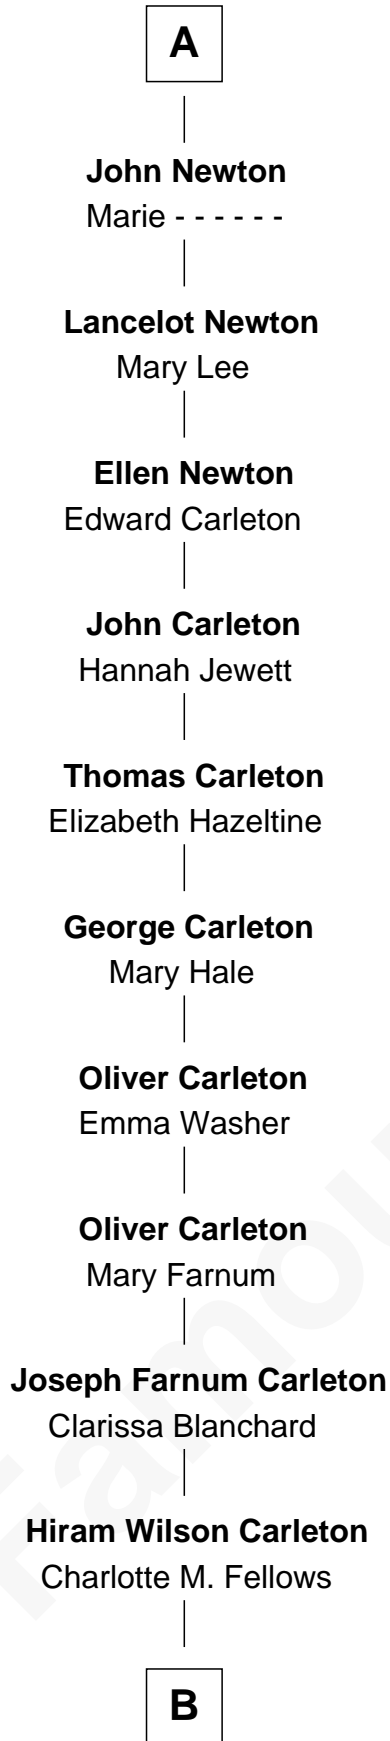 A
John Newton
Marie - - - - - -
Lancelot Newton
Mary Lee
Ellen Newton
Edward Carleton
John Carleton
Hannah Jewett
Thomas Carleton
Elizabeth Hazeltine
George Carleton
Mary Hale
Oliver Carleton
Emma Washer
Oliver Carleton
Mary Farnum
Joseph Farnum Carleton
Clarissa Blanchard
Hiram Wilson Carleton
Charlotte M. Fellows
B
Famou